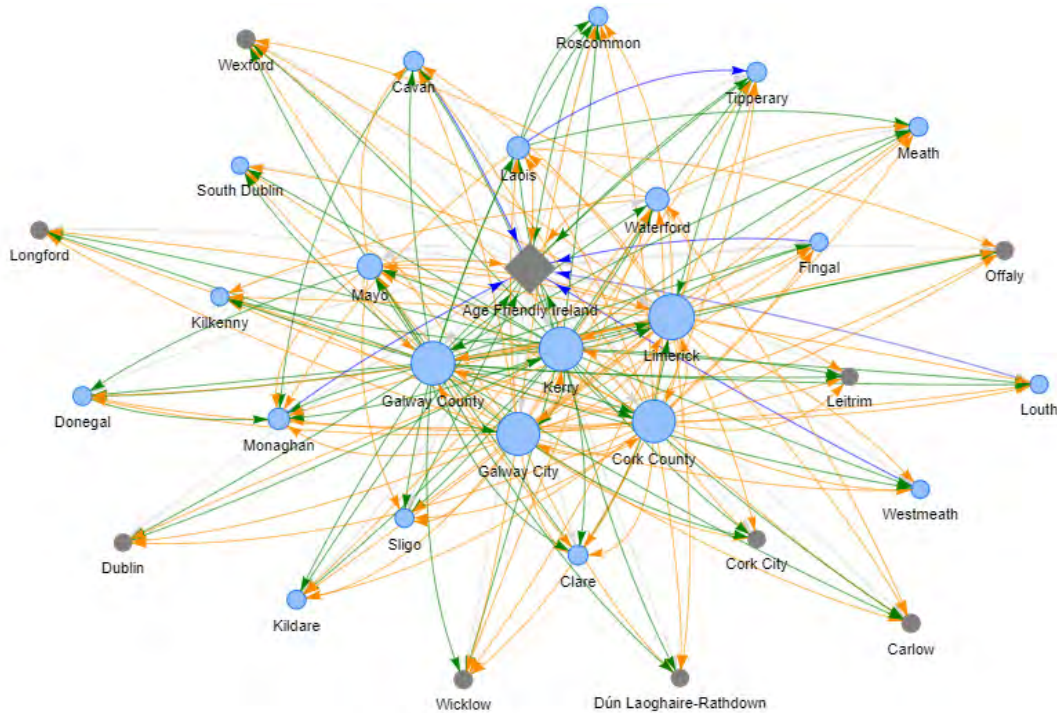 Roscommon
Wexford
Cavan
Tipperary
Meath
Laois
South Dublin
Waterford
Longford
Fingal
Offaly
Mayo
Kilkenny
Age Friendly Ireland
Limerick
Galway County
Kerry
Leitrim
Louth
Donegal
Monaghan
Galway City
Cork County
Westmeath
Sligo
Cork City
Dublin
Clare
Kildare
Carlow
Wicklow
Dún Laoghaire-Rathdown